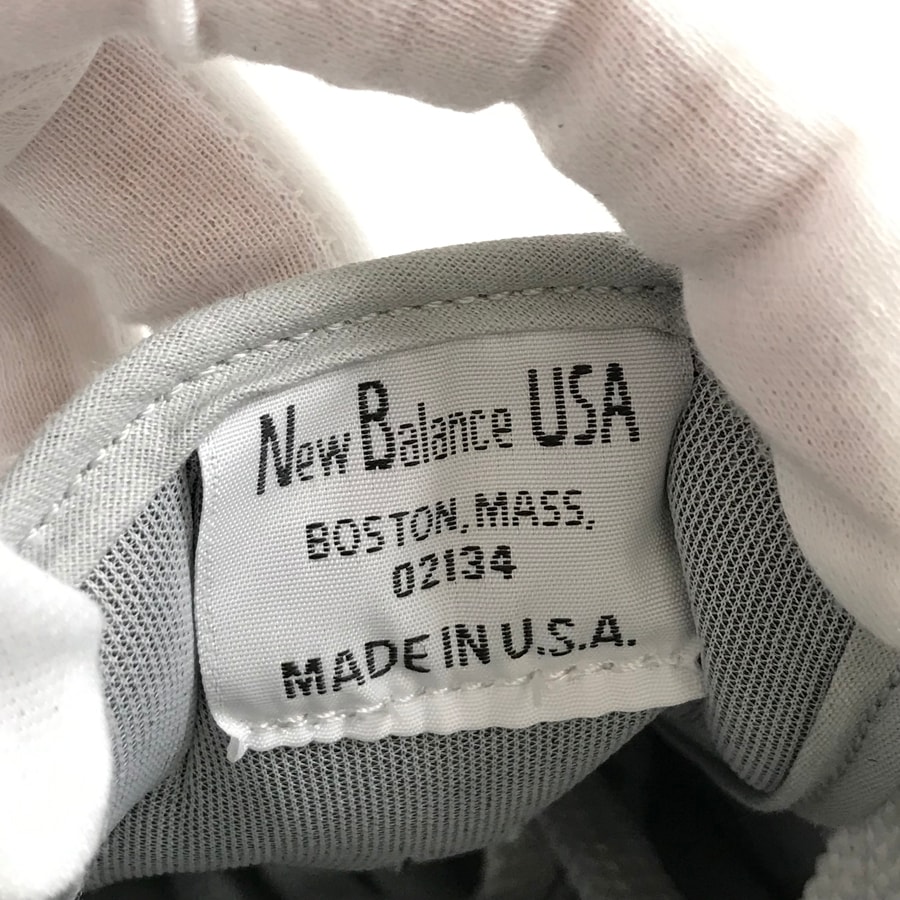 New Balance USA
BOSTON, MASS,
02134
MADE IN U.S.A.